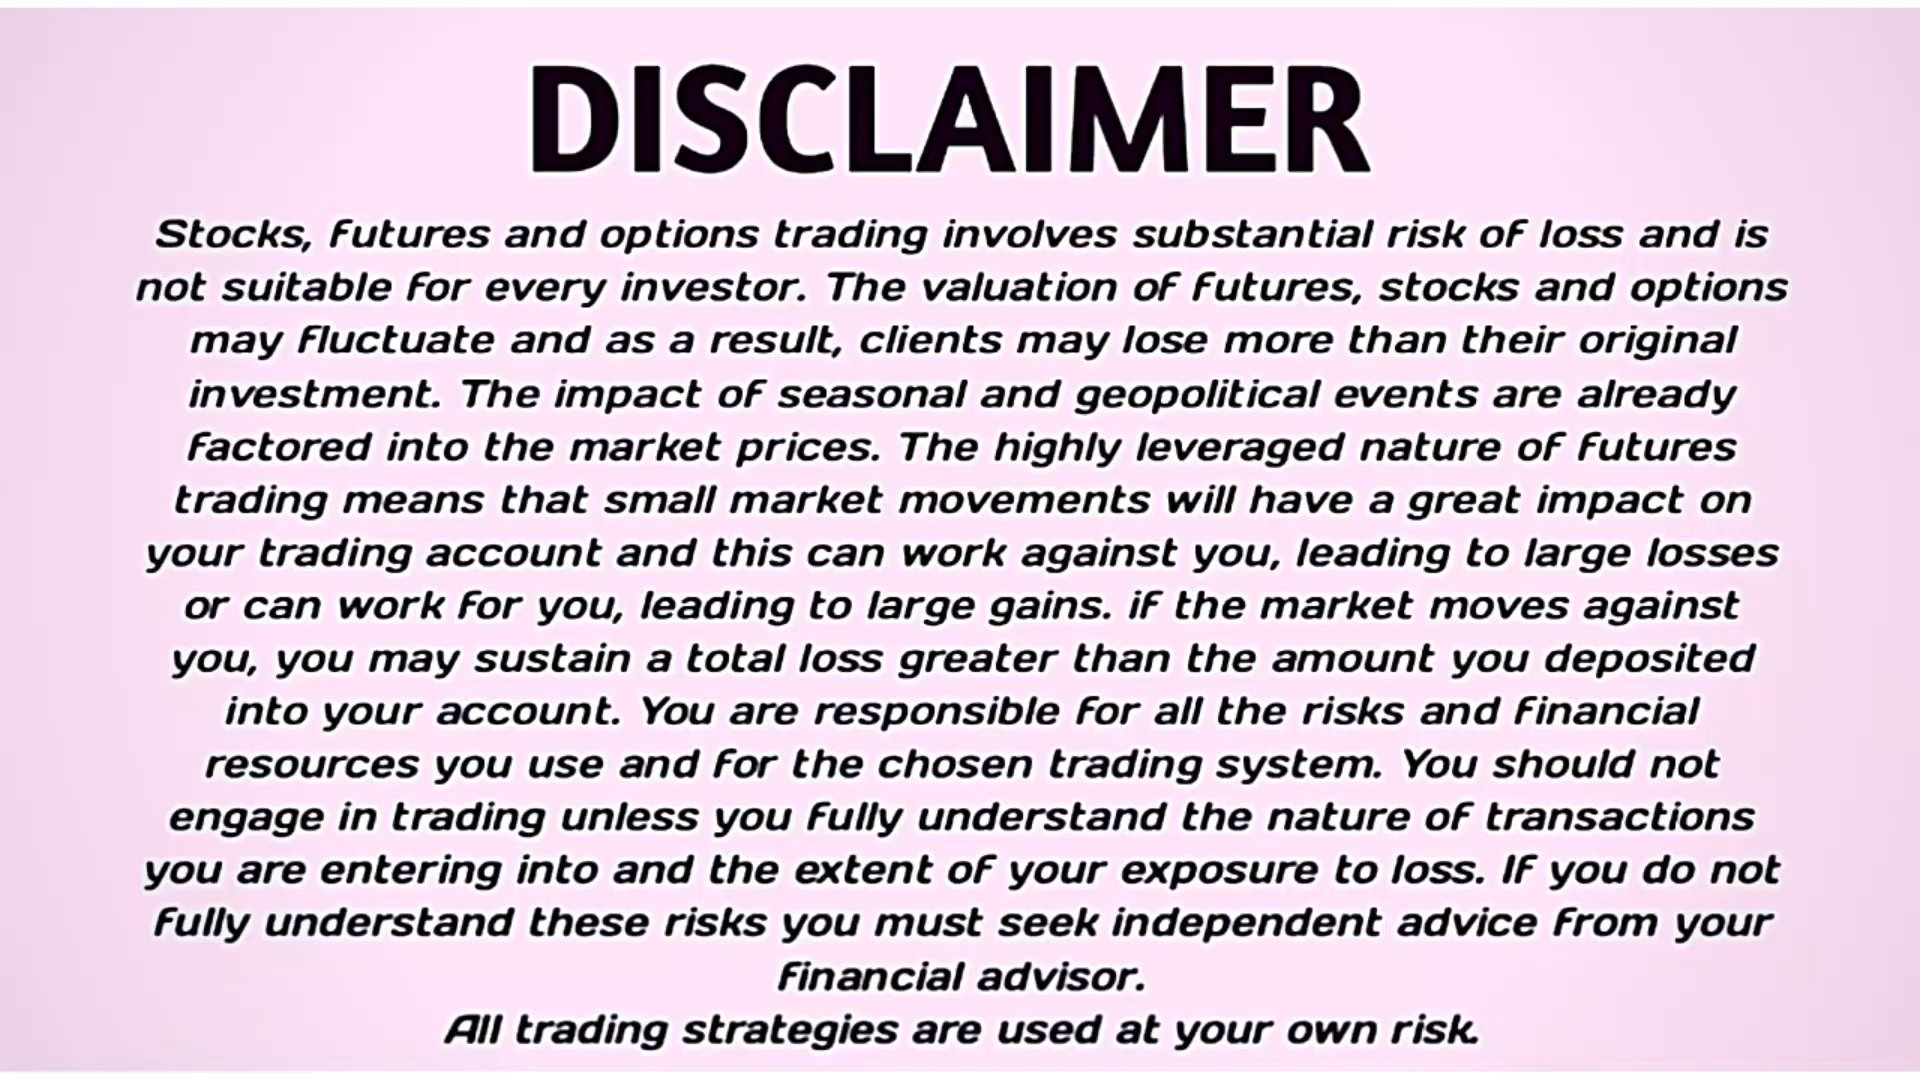 DISCLAIMER
Stocks, futures and options trading involves substantial risk of loss and is
not suitable for every investor. The valuation of futures, stocks and options
may fluctuate and as a result, clients may lose more than their original
investment. The impact of seasonal and geopolitical events are already
factored into the market prices. The highly leveraged nature of futures
trading means that small market movements will have a great impact on
your trading account and this can work against you, leading to large losses
or can work for you, leading to large gains. if the market moves against
you, you may sustain a total loss greater than the amount you deposited
into your account. You are responsible for all the risks and financial
resources you use and for the chosen trading system. You should not
engage in trading unless you fully understand the nature of transactions
you are entering into and the extent of your exposure to loss. If you do not
fully understand these risks you must seek independent advice from your
financial advisor.
All trading strategies are used at your own risk.